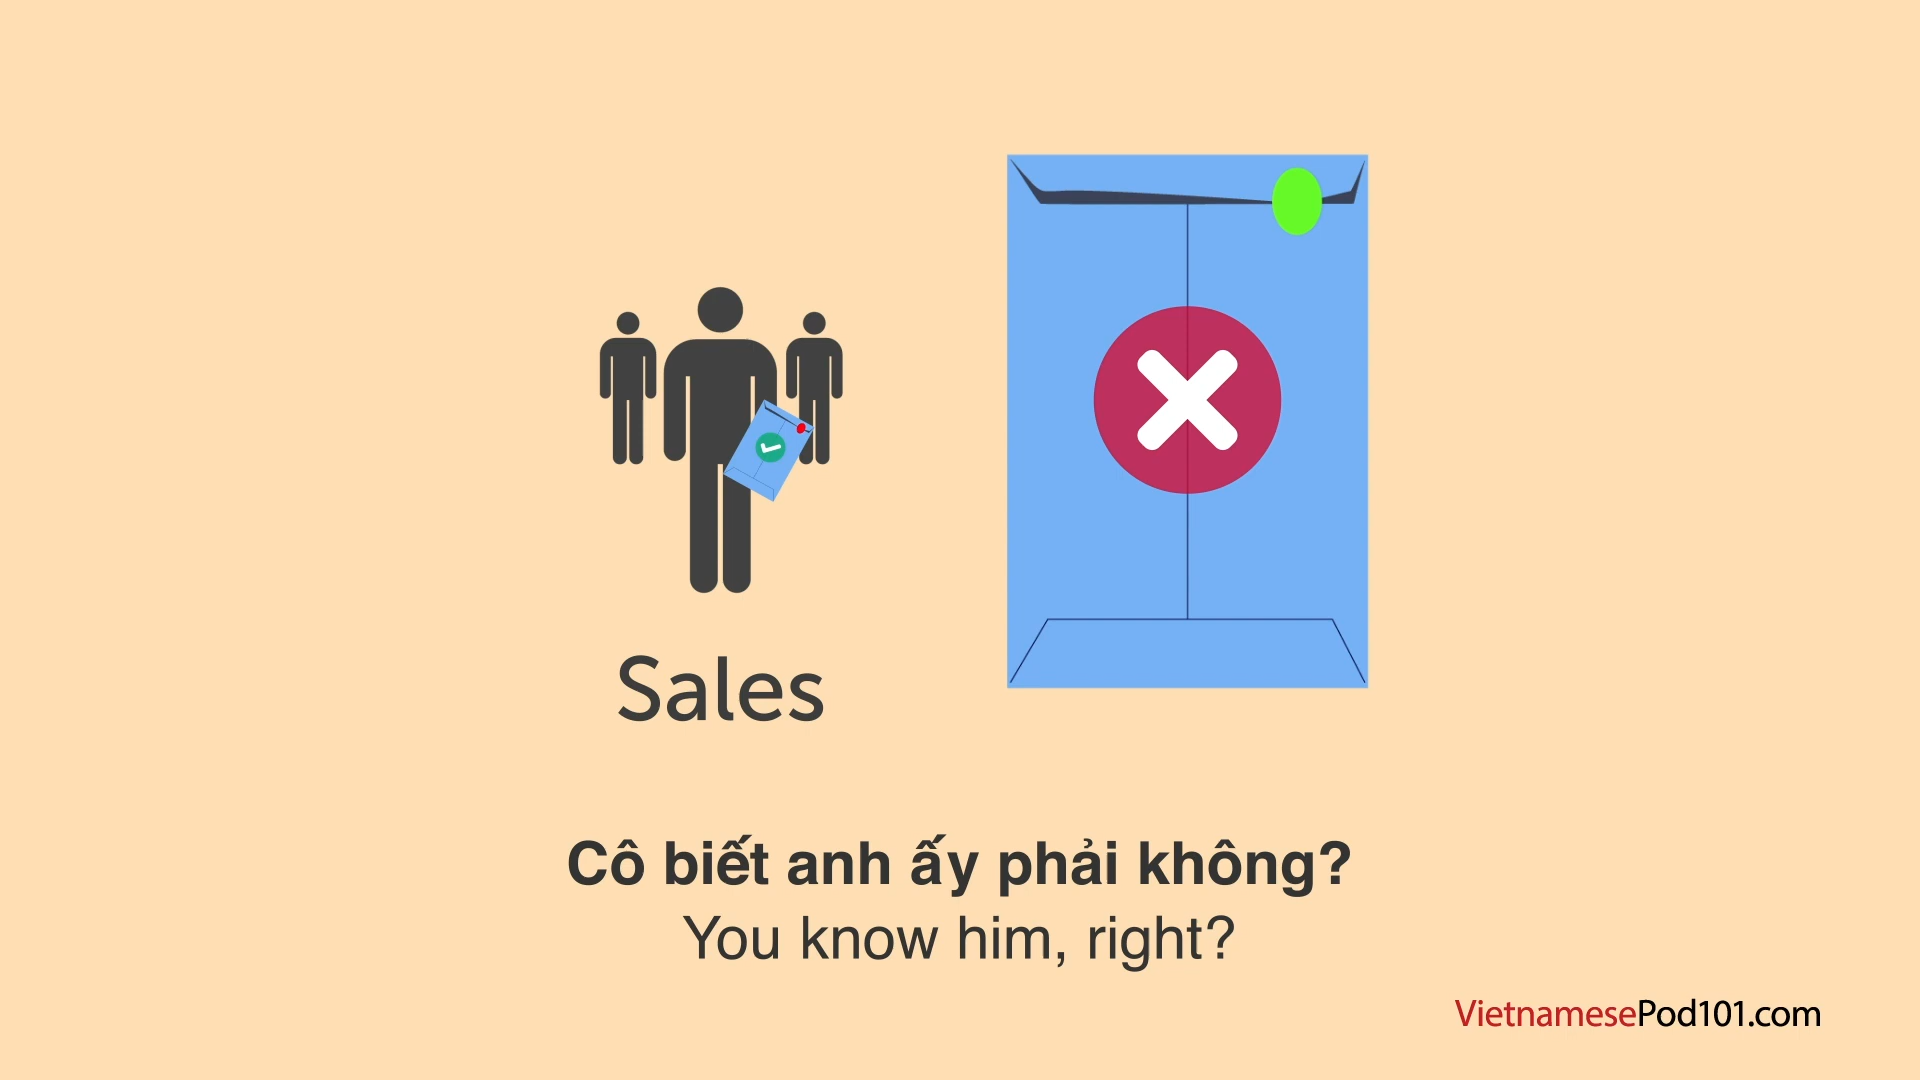 Sales
Cô biết anh ấy phải không?
You know him, right?
VietnamesePod101.com